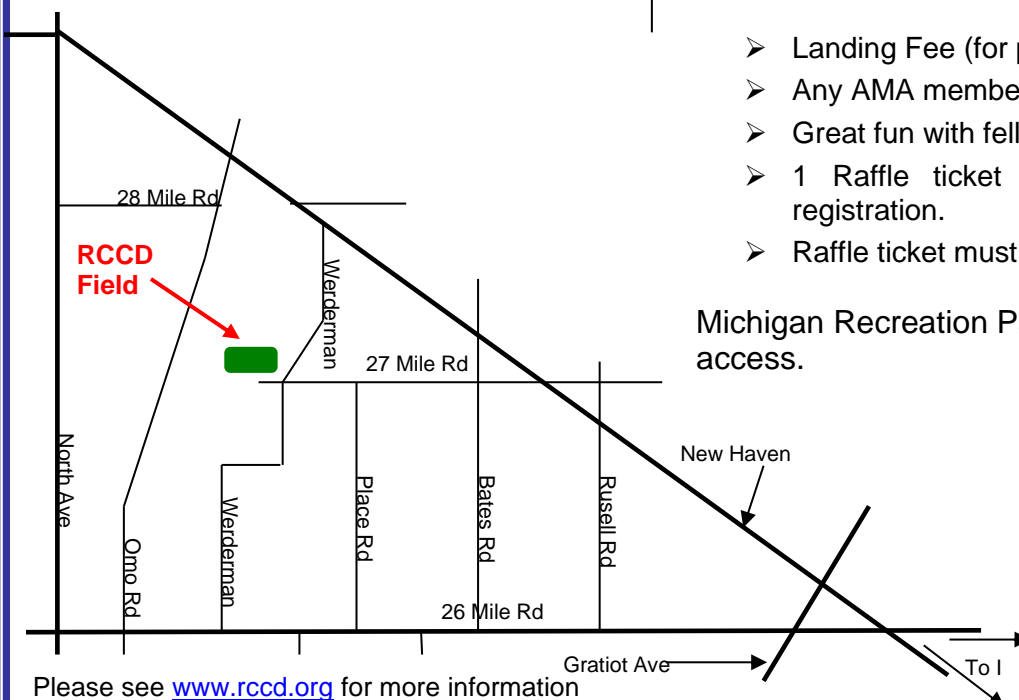 Landing Fee (for
Any AMA
Great fun with
1 Raffle ticket
registration.
Raffle ticket must
Michigan Recreation
access.
28 Mile Rd
RCCD
Field
Werderman
27 Mile Rd
New Haven
North Ave
Omo Rd
Werderman
Place Rd
Bates Rd
Rusell Rd
26 Mile Rd
Gratiot Ave
To I
Please see www.rccd.org for more information